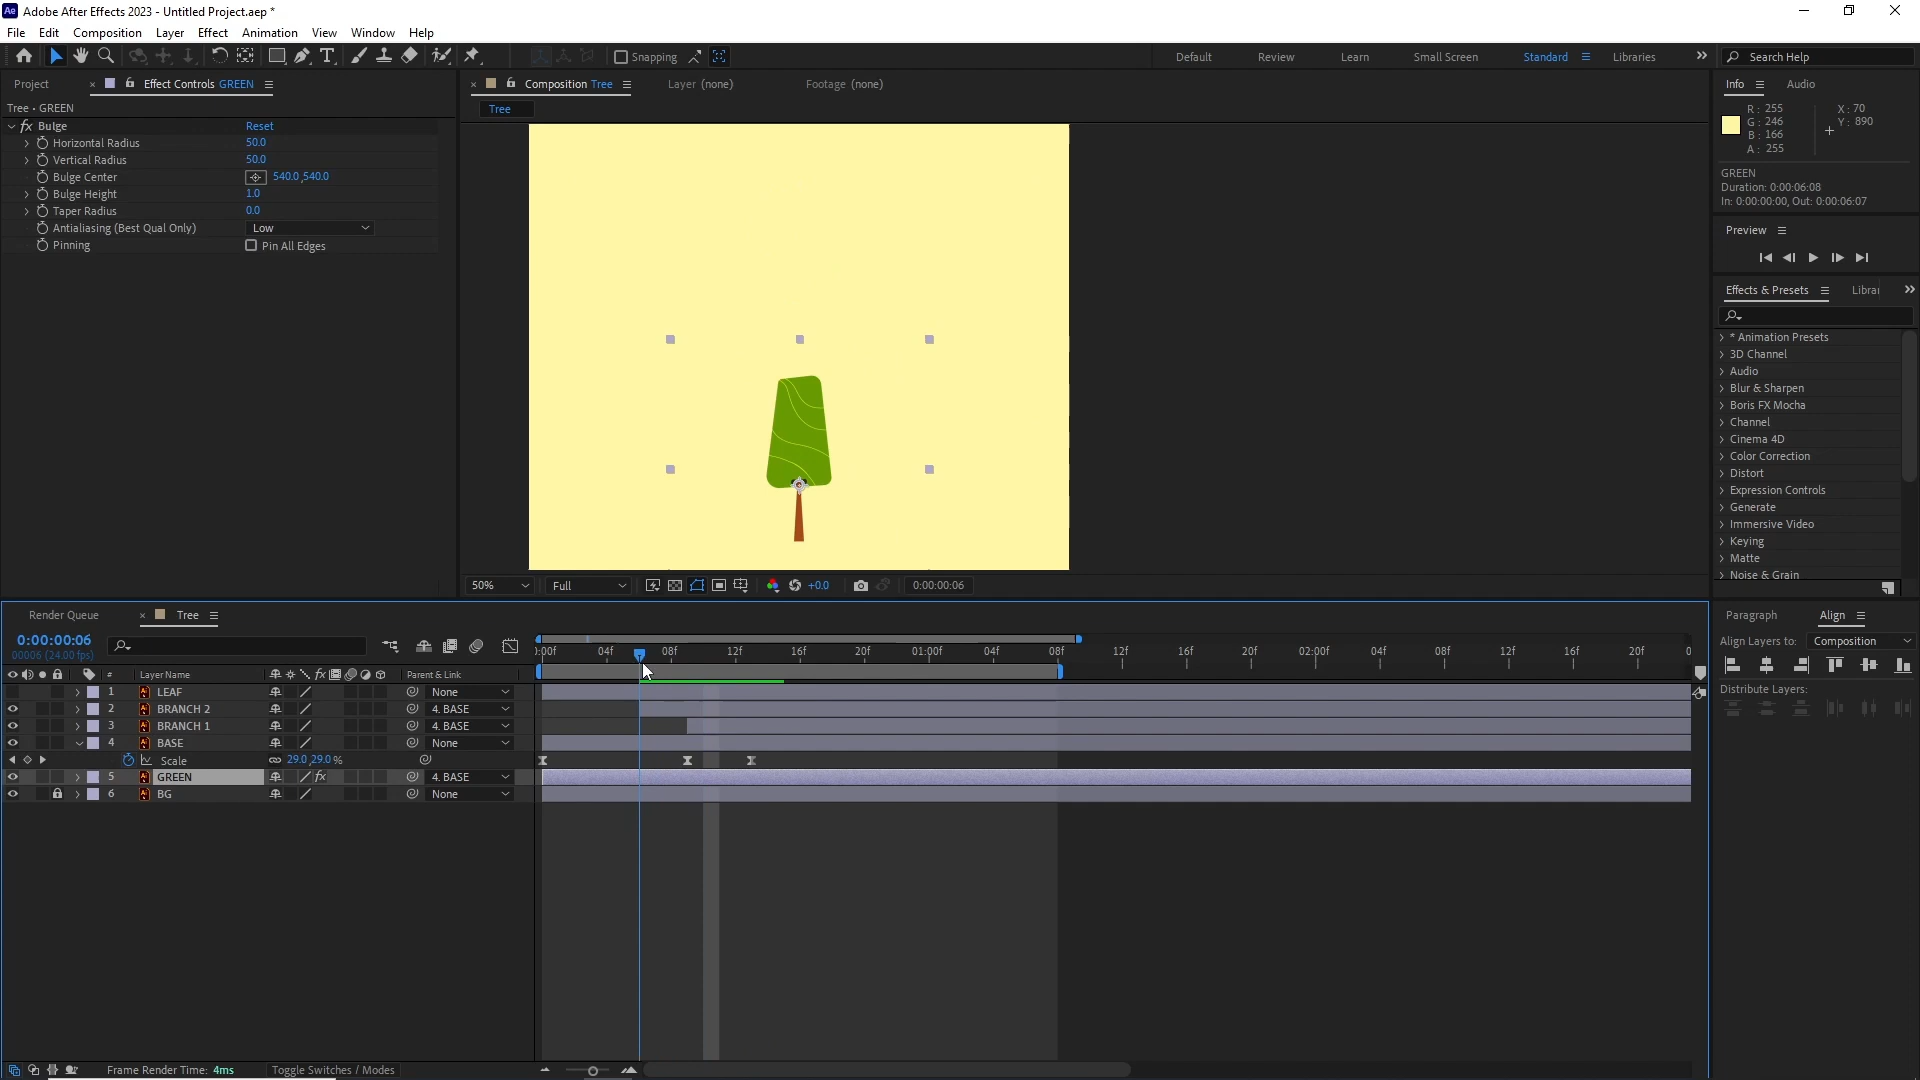 Ae Adobe After Effects 2023 - Untitled Project.aep *
File Edit Composition Layer Effect Animation View Window Help
Snapping Default Review Learn Small Screen Standard Libraries Search Help
Project Effect Controls GREEN
Tree • GREEN
fx Bulge Reset
Horizontal Radius 50.0
Vertical Radius 50.0
Bulge Center 540.0,540.0
Bulge Height 1.0
Taper Radius 0.0
Antialiasing (Best Qual Only) Low
Pinning Pin All Edges
Composition Tree Layer (none) Footage (none)
Tree
50% Full +0.0 0:00:00:06
Info Audio
R: 255 X: 70
G: 246 Y: 890
B: 166
A: 255
GREEN
Duration: 0:00:06:08
In: 0:00:00:00, Out: 0:00:06:07
Preview
Effects & Presets Librar
* Animation Presets
3D Channel
Audio
Blur & Sharpen
Boris FX Mocha
Channel
Cinema 4D
Color Correction
Distort
Expression Controls
Generate
Immersive Video
Keying
Matte
Noise & Grain
Paragraph Align
Align Layers to: Composition
Distribute Layers:
Render Queue Tree
0:00:00:06
00006 (24.00 fps)
):00f 04f 08f 12f 16f 20f 01:00f 04f 08f 12f 16f 20f 02:00f 04f 08f 12f 16f 20f 0
# Layer Name fx Parent & Link
1 LEAF None
2 BRANCH 2 4. BASE
3 BRANCH 1 4. BASE
4 BASE None
Scale 29.0,29.0%
5 GREEN fx 4. BASE
6 BG None
Frame Render Time: 4ms Toggle Switches / Modes